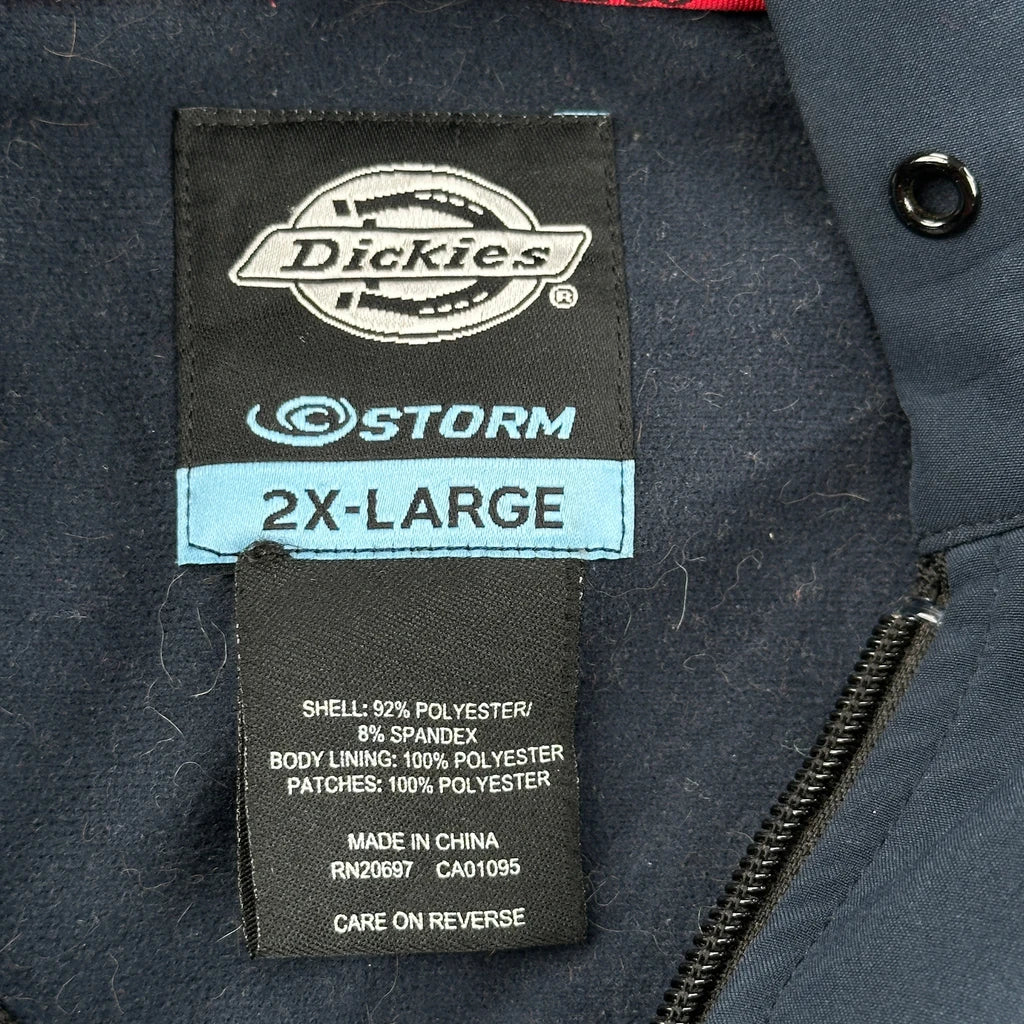 Dickies®
C STORM
2X-LARGE
SHELL: 92% POLYESTER/
8% SPANDEX
BODY LINING: 100% POLYESTER
PATCHES: 100% POLYESTER
MADE IN CHINA
RN20697 CA01095
CARE ON REVERSE